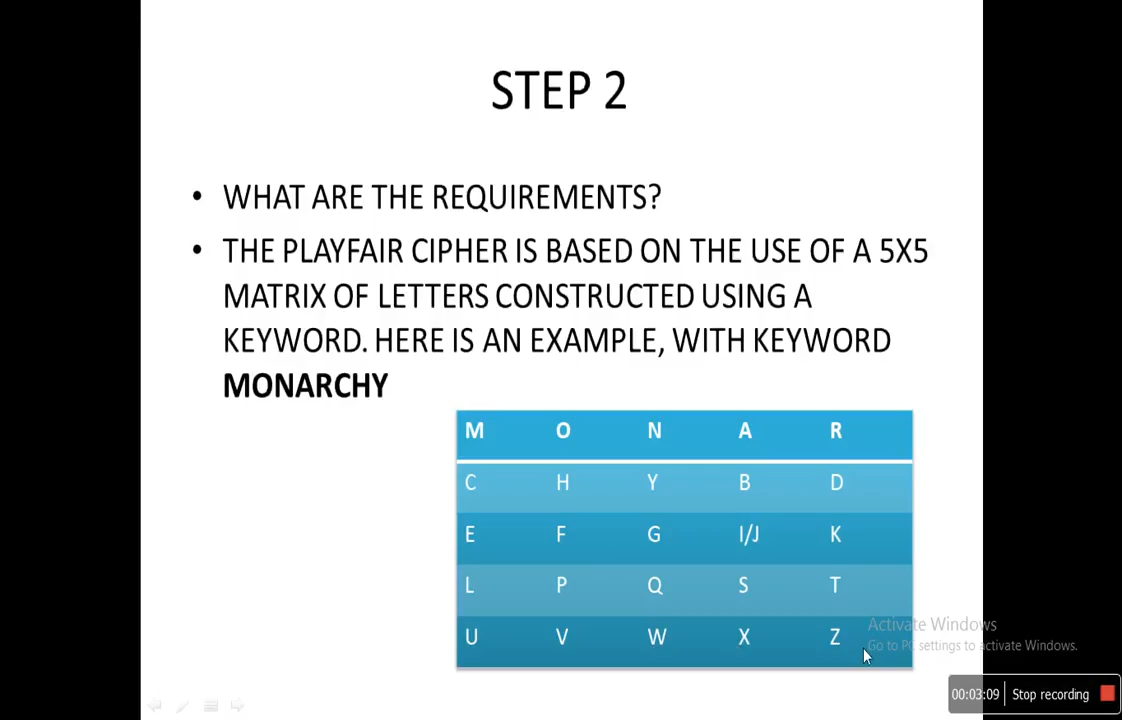 STEP 2
• WHAT ARE THE REQUIREMENTS?
• THE PLAYFAIR CIPHER IS BASED ON THE USE OF A 5X5
MATRIX OF LETTERS CONSTRUCTED USING A
KEYWORD. HERE IS AN EXAMPLE, WITH KEYWORD
MONARCHY
M O N A R
C H Y B D
E F G I/J K
L P Q S T
U V W X Z
Activate Windows
Go to PC settings to activate Windows.
00:03:09 Stop recording